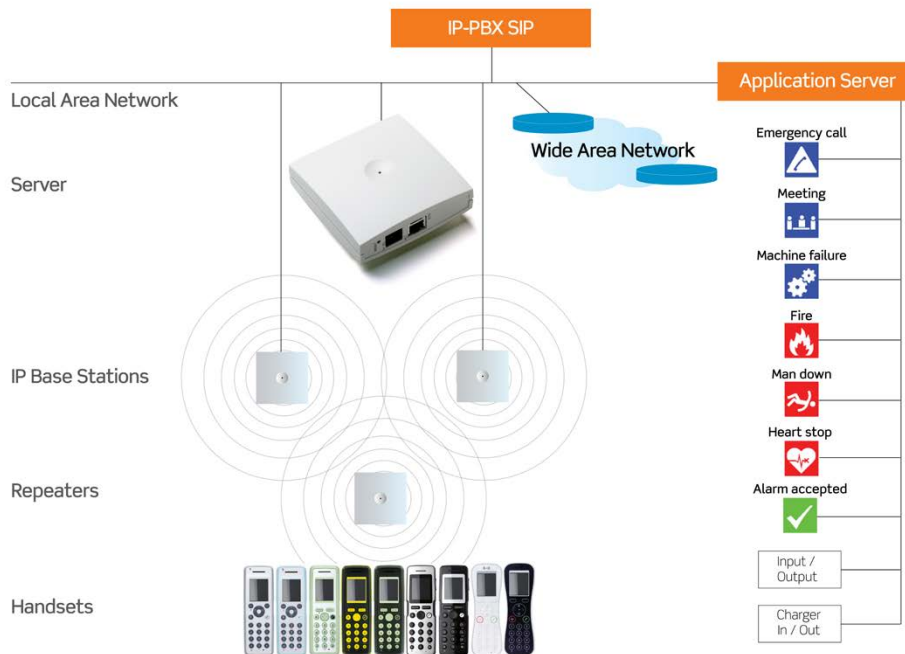 IP-PBX SIP
Application Server
Local Area Network
Wide Area Network
Server
Emergency call
Meeting
Machine failure
Fire
IP Base Stations
Man down
Heart stop
Repeaters
Alarm accepted
Input /
Output
Handsets
Charger
In / Out